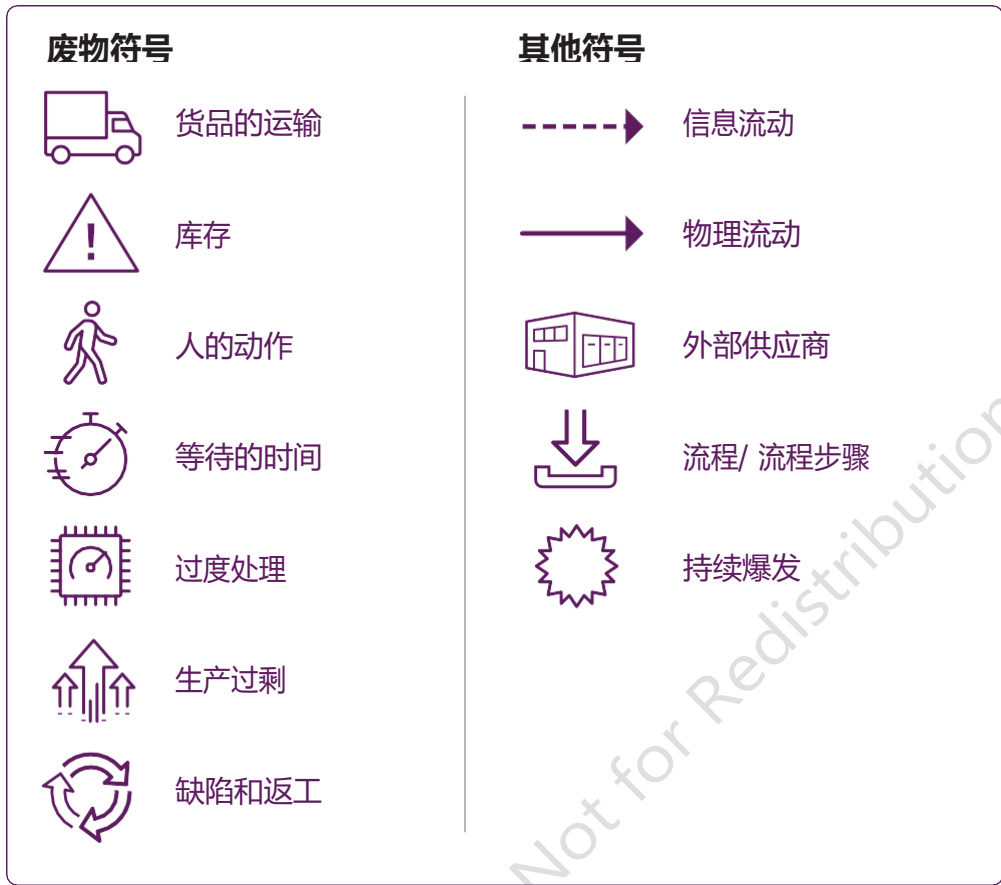 废物符号
货品的运输
库存
人的动作
等待的时间
过度处理
生产过剩
缺陷和返工
其他符号
信息流动
物理流动
外部供应商
流程/ 流程步骤
持续爆发
!
Not for Redistribution